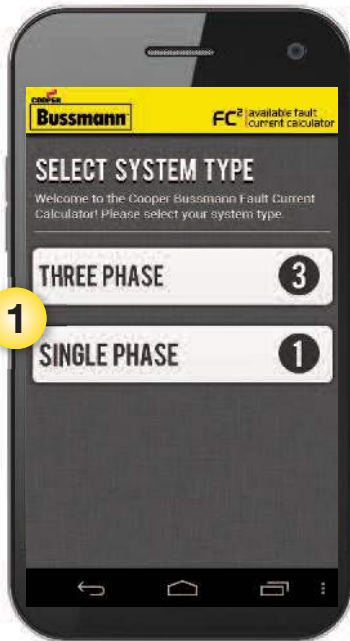 COOPER
Bussmann
FC² available fault
current calculator
SELECT SYSTEM TYPE
Welcome to the Cooper Bussmann Fault Current
Calculator! Please select your system type.
THREE PHASE 3
1
SINGLE PHASE 1